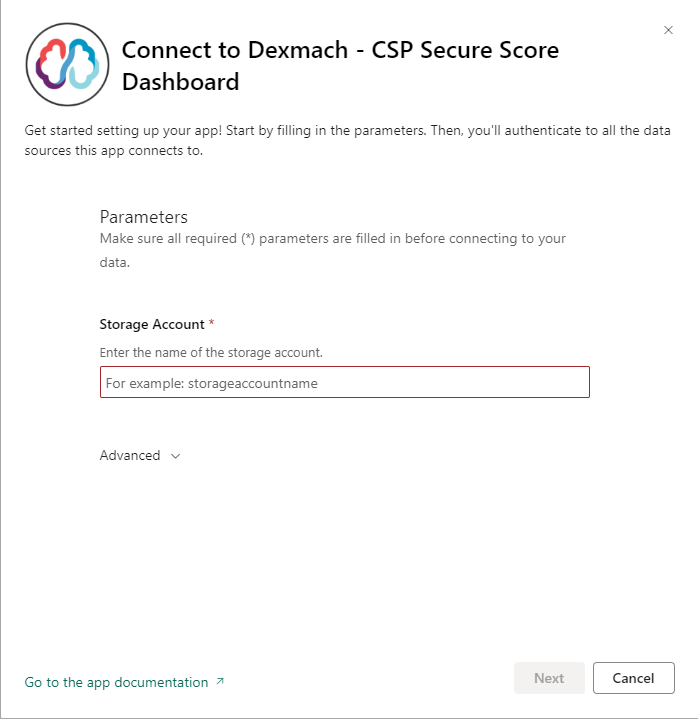 Connect to Dexmach - CSP Secure Score
Dashboard
Get started setting up your app! Start by filling in the parameters. Then, you'll authenticate to all the data
sources this app connects to.
Parameters
Make sure all required (*) parameters are filled in before connecting to your
data.
Storage Account *
Enter the name of the storage account.
For example: storageaccountname
Advanced
Go to the app documentation
Next
Cancel